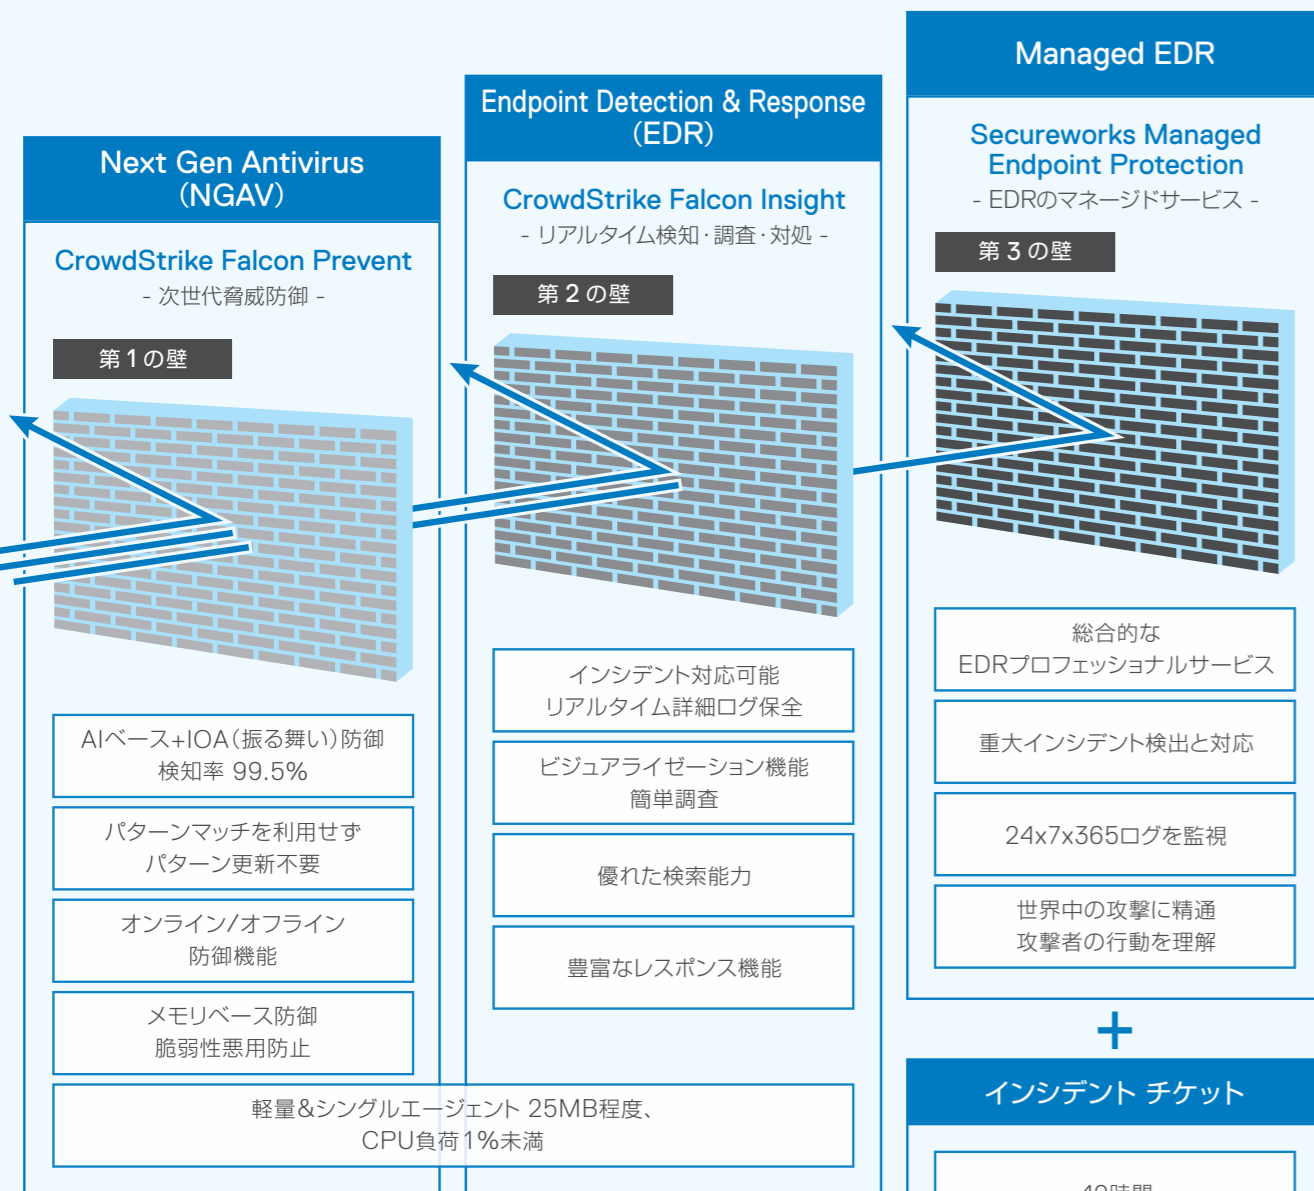 Next Gen Antivirus
(NGAV)
CrowdStrike Falcon Prevent
- 次世代脅威防御 -
第1の壁
AIベース+IOA(振る舞い)防御
検知率 99.5%
パターンマッチを利用せず
パターン更新不要
オンライン/オフライン
防御機能
メモリベース防御
脆弱性悪用防止
Endpoint Detection & Response
(EDR)
CrowdStrike Falcon Insight
- リアルタイム検知・調査・対処 -
第2の壁
インシデント対応可能
リアルタイム詳細ログ保全
ビジュアライゼーション機能
簡単調査
優れた検索能力
豊富なレスポンス機能
軽量&シングルエージェント 25MB程度、
CPU負荷1%未満
Managed EDR
Secureworks Managed
Endpoint Protection
- EDRのマネージドサービス -
第3の壁
総合的な
EDRプロフェッショナルサービス
重大インシデント検出と対応
24x7x365ログを監視
世界中の攻撃に精通
攻撃者の行動を理解
+
インシデント チケット